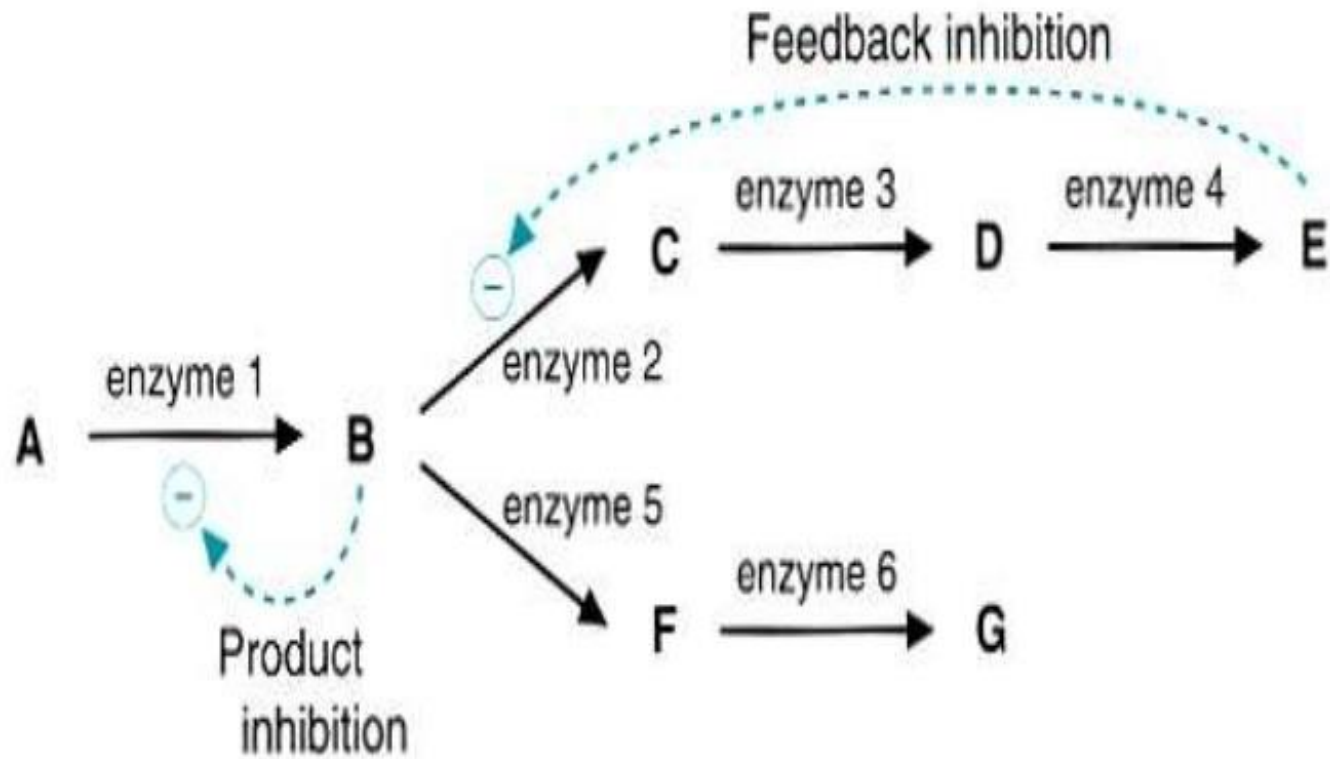 Feedback inhibition
enzyme 3
enzyme 4
C
D
E
enzyme 2
enzyme 1
A
B
enzyme 5
enzyme 6
F
G
Product
inhibition